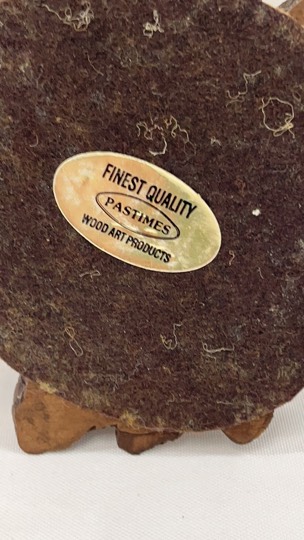 FINEST QUALITY
PASTIMES
WOOD ART PRODUCTS